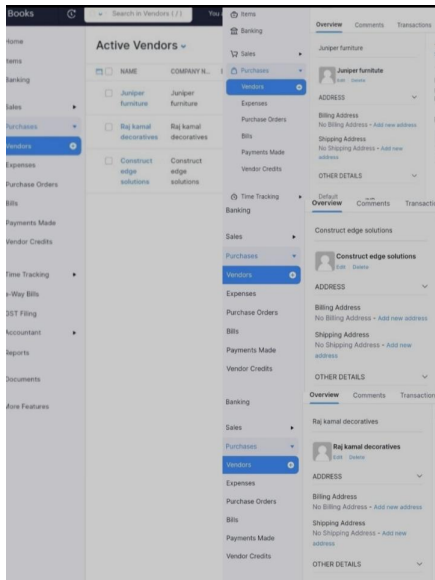 Books
Search in Vendors ( / )
You
Home
Items
Banking
Sales
Purchases
Vendors
Expenses
Purchase Orders
Bills
Payments Made
Vendor Credits
Time Tracking
e-Way Bills
GST Filing
Accountant
Reports
Documents
More Features
Active Vendors
NAME COMPANY N...
Juniper furniture Juniper furniture
Raj kamal decoratives Raj kamal decoratives
Construct edge solutions Construct edge solutions
Items
Banking
Sales
Purchases
Vendors
Expenses
Purchase Orders
Bills
Payments Made
Vendor Credits
Time Tracking
Overview Comments Transactions
Juniper furniture
Juniper furniture
Edit Delete
ADDRESS
Billing Address
No Billing Address - Add new address
Shipping Address
No Shipping Address - Add new
address
OTHER DETAILS
Default
Banking
Sales
Purchases
Vendors
Expenses
Purchase Orders
Bills
Payments Made
Vendor Credits
Overview Comments Transactio
Construct edge solutions
Construct edge solutions
Edit Delete
ADDRESS
Billing Address
No Billing Address - Add new address
Shipping Address
No Shipping Address - Add new
address
OTHER DETAILS
Banking
Sales
Purchases
Vendors
Expenses
Purchase Orders
Bills
Payments Made
Vendor Credits
Overview Comments Transaction
Raj kamal decoratives
Raj kamal decoratives
Edit Delete
ADDRESS
Billing Address
No Billing Address - Add new address
Shipping Address
No Shipping Address - Add new
address
OTHER DETAILS